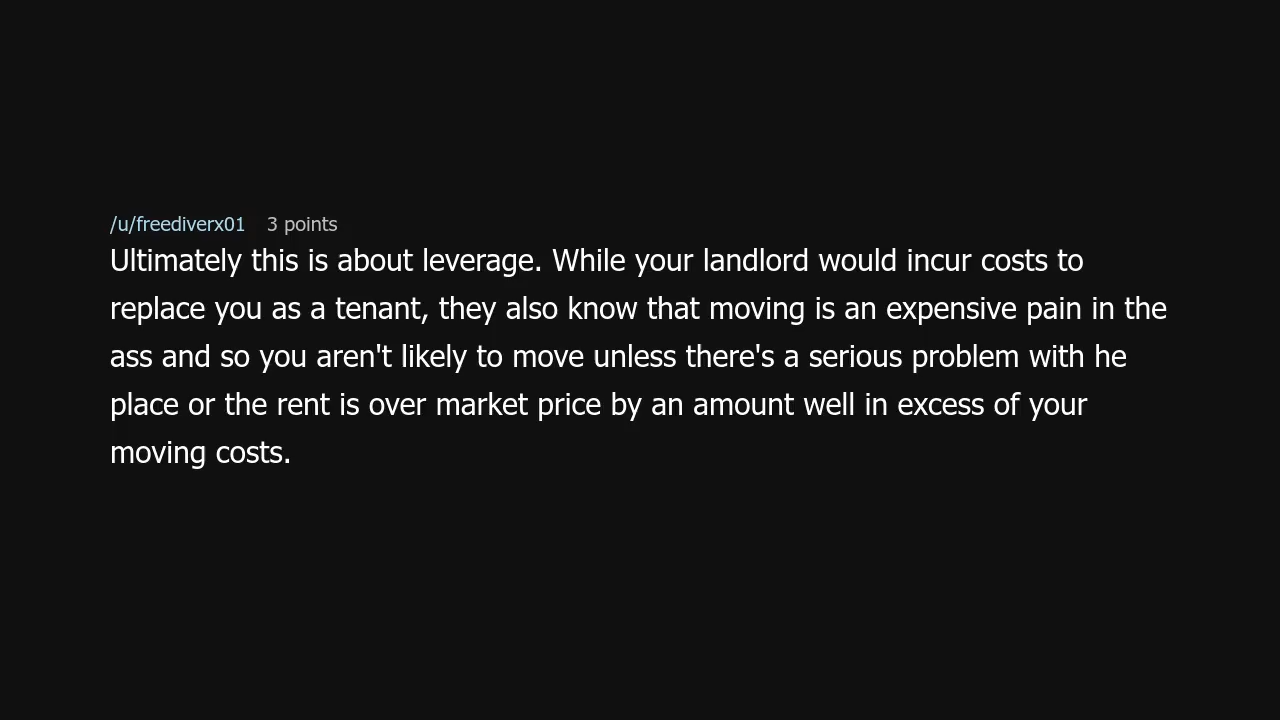 /u/freediverx01 3 points
Ultimately this is about leverage. While your landlord would incur costs to
replace you as a tenant, they also know that moving is an expensive pain in the
ass and so you aren't likely to move unless there's a serious problem with he
place or the rent is over market price by an amount well in excess of your
moving costs.